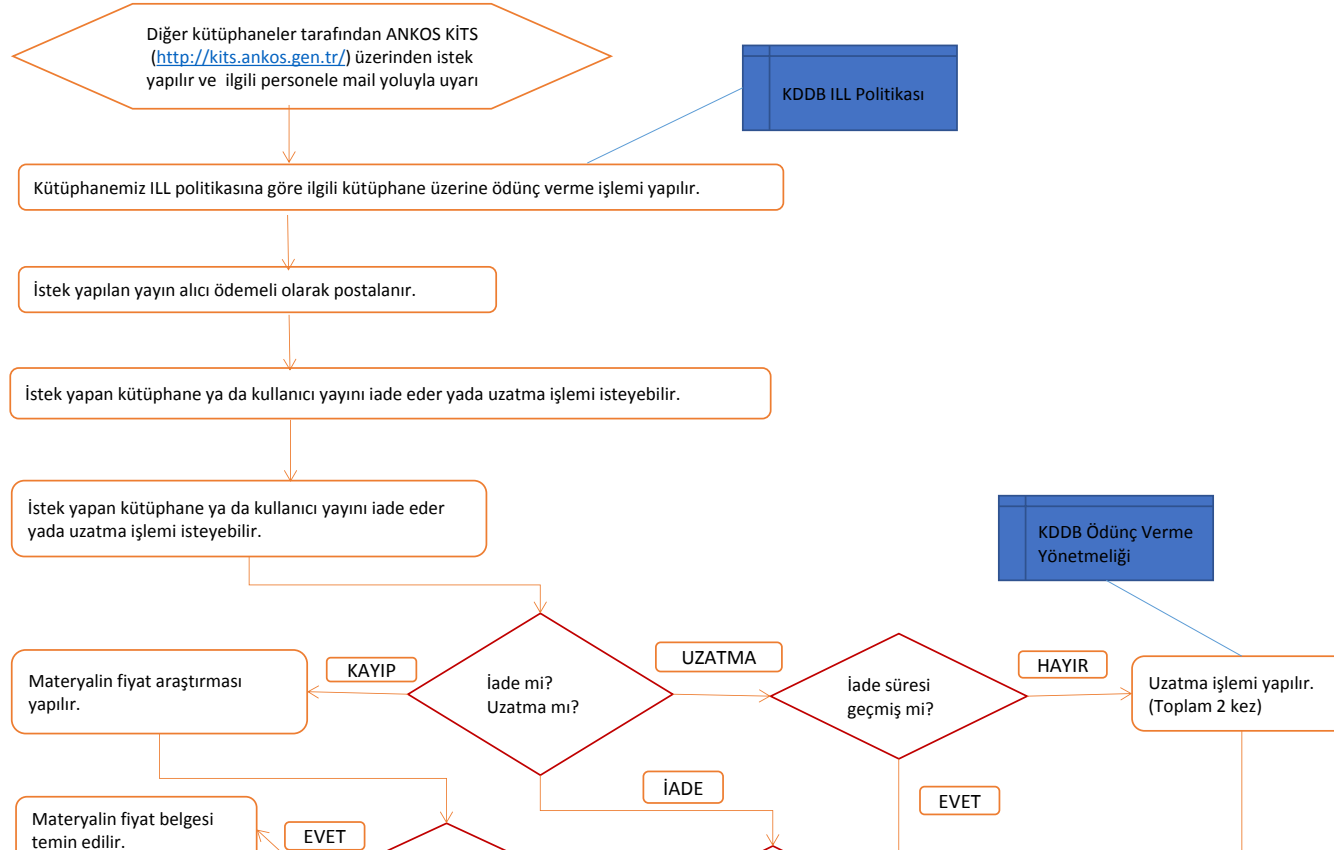 Diğer kütüphaneler tarafından ANKOS KİTS
(http://kits.ankos.gen.tr/) üzerinden istek
yapılır ve ilgili personele mail yoluyla uyarı
KDDB ILL Politikası
Kütüphanemiz ILL politikasına göre ilgili kütüphane üzerine ödünç verme işlemi yapılır.
İstek yapılan yayın alıcı ödemeli olarak postalanır.
İstek yapan kütüphane ya da kullanıcı yayını iade eder yada uzatma işlemi isteyebilir.
İstek yapan kütüphane ya da kullanıcı yayını iade eder
yada uzatma işlemi isteyebilir.
KDDB Ödünç Verme
Yönetmeliği
Materyalin fiyat araştırması
yapılır.
KAYIP
İade mi?
Uzatma mı?
UZATMA
İade süresi
geçmiş mi?
HAYIR
Uzatma işlemi yapılır.
(Toplam 2 kez)
İADE
EVET
Materyalin fiyat belgesi
temin edilir.
EVET